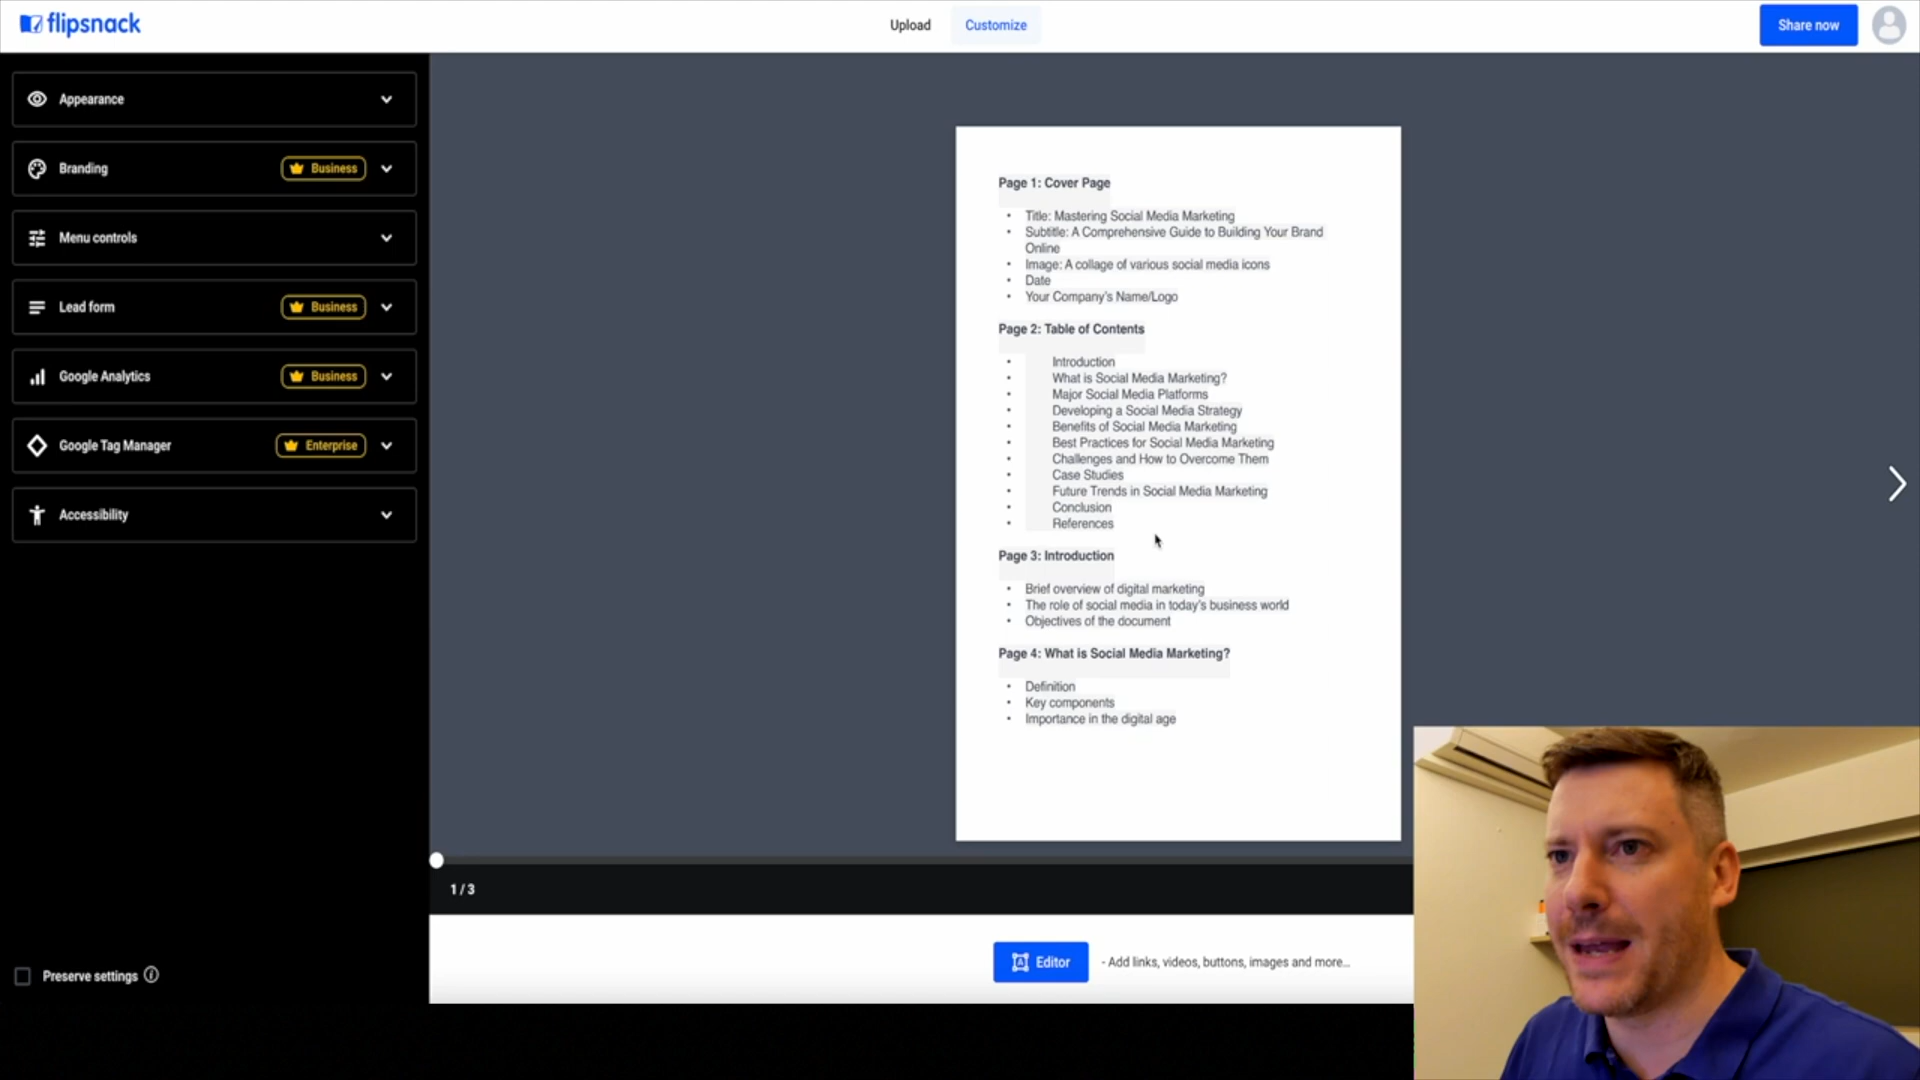 flipsnack
Upload
Customize
Share now
Appearance
Branding
Business
Menu controls
Lead form
Business
Google Analytics
Business
Google Tag Manager
Enterprise
Accessibility
Preserve settings
Page 1: Cover Page
• Title: Mastering Social Media Marketing
• Subtitle: A Comprehensive Guide to Building Your Brand
Online
• Image: A collage of various social media icons
• Date
• Your Company's Name/Logo
Page 2: Table of Contents
• Introduction
• What is Social Media Marketing?
• Major Social Media Platforms
• Developing a Social Media Strategy
• Benefits of Social Media Marketing
• Best Practices for Social Media Marketing
• Challenges and How to Overcome Them
• Case Studies
• Future Trends in Social Media Marketing
• Conclusion
• References
Page 3: Introduction
• Brief overview of digital marketing
• The role of social media in today's business world
• Objectives of the document
Page 4: What is Social Media Marketing?
• Definition
• Key components
• Importance in the digital age
1 / 3
Editor
- Add links, videos, buttons, images and more...